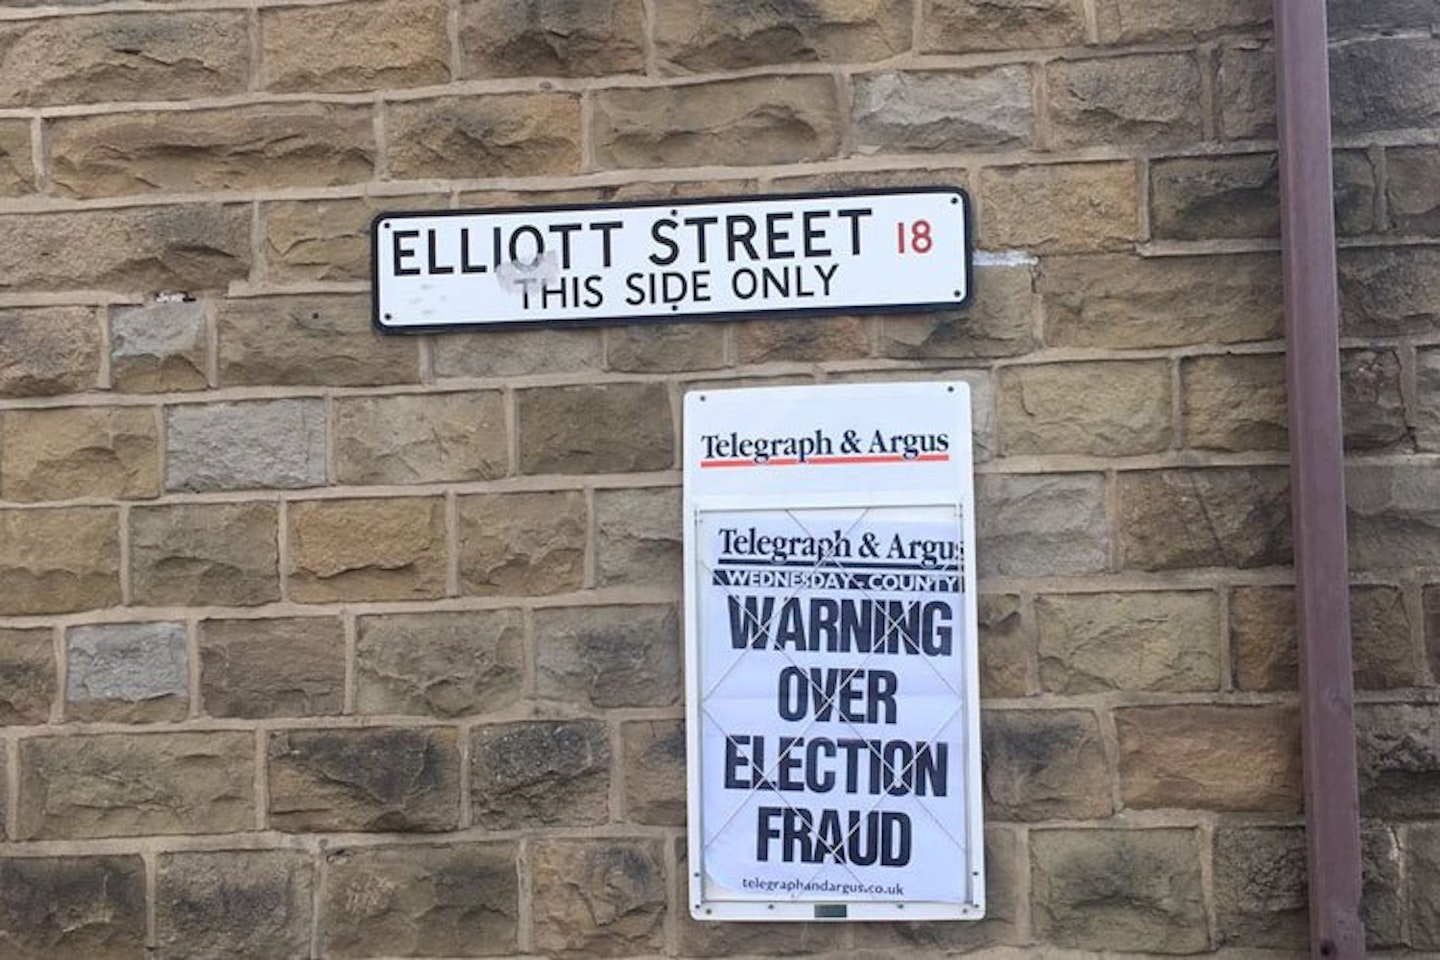 ELLIOTT STREET 18
THIS SIDE ONLY
Telegraph & Argus
Telegraph & Argus
WEDNESDAY - COUNTY
WARNING
OVER
ELECTION
FRAUD
telegraphandargus.co.uk